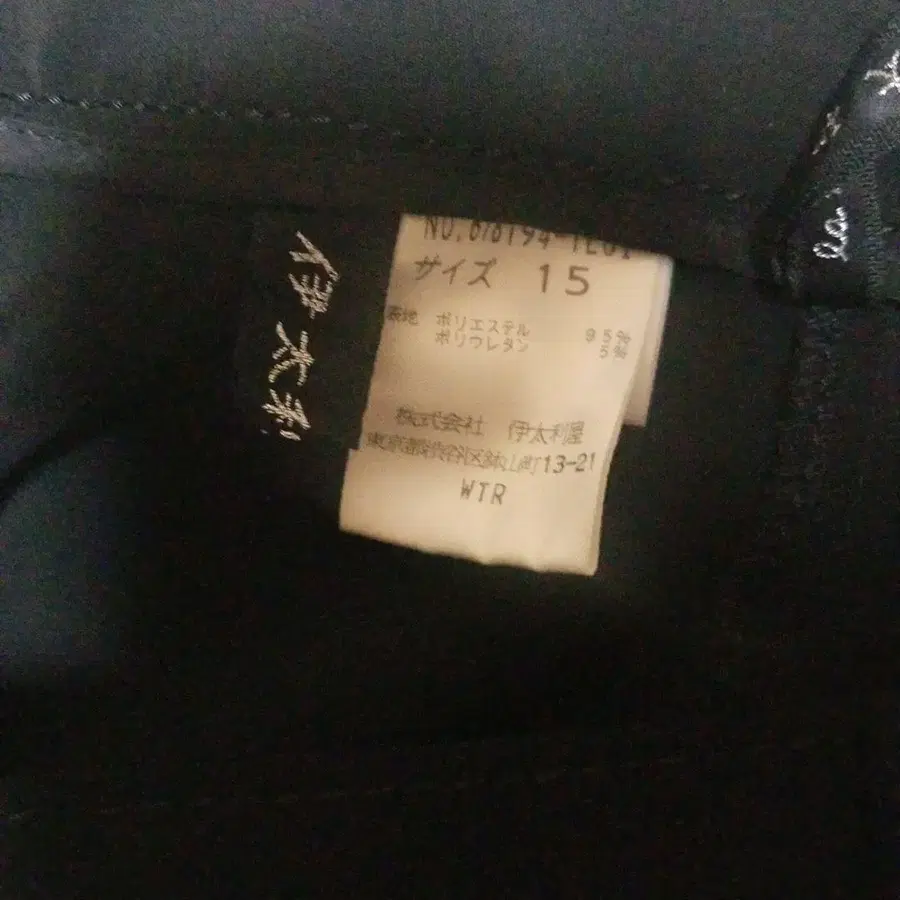 サイズ 15
表地 ポリエステル 95%
ポリウレタン 5%
株式会社 伊太利屋
東京都渋谷区鉢山町13-21
WTR
伊太利